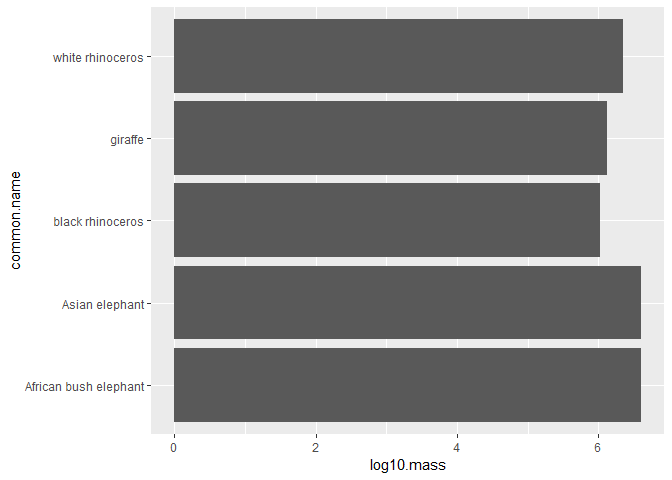 white rhinoceros
giraffe
black rhinoceros
Asian elephant
African bush elephant
common.name
0 2 4 6
log10.mass